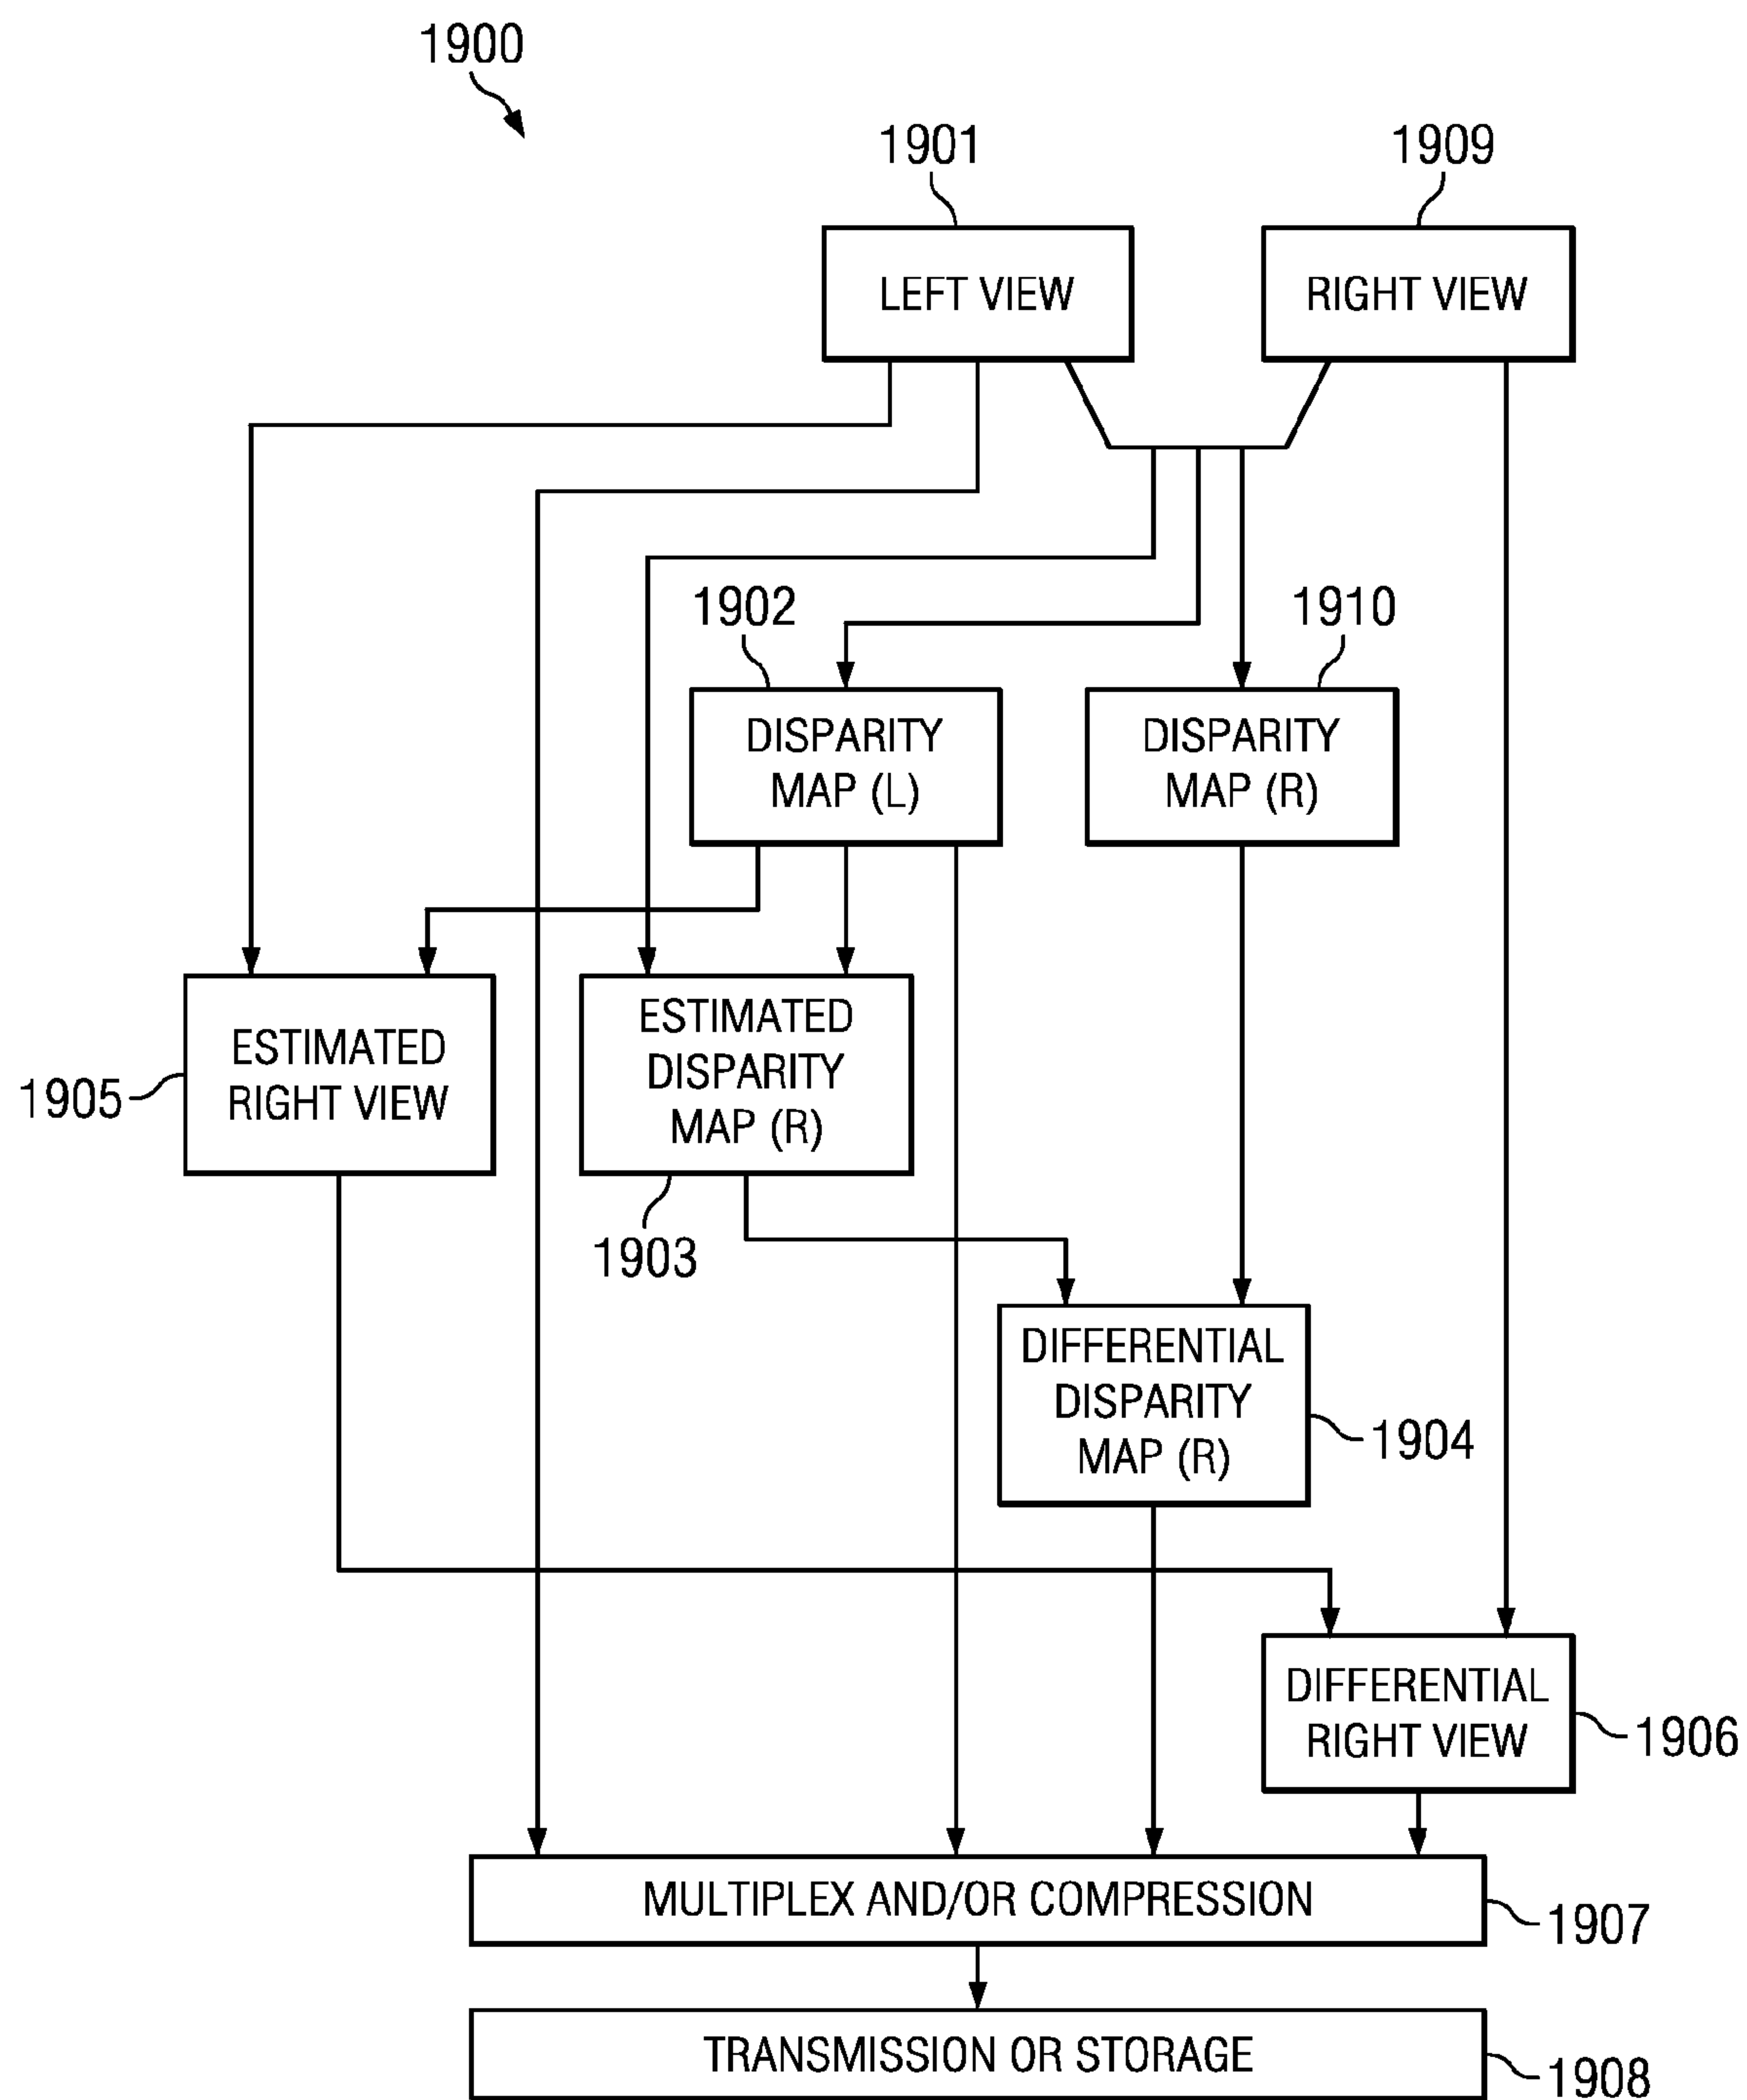 1900
1901
1909
LEFT VIEW
RIGHT VIEW
1902
1910
DISPARITY
MAP (L)
DISPARITY
MAP (R)
ESTIMATED
RIGHT VIEW
1905
ESTIMATED
DISPARITY
MAP (R)
1903
DIFFERENTIAL
DISPARITY
MAP (R)
1904
DIFFERENTIAL
RIGHT VIEW
1906
MULTIPLEX AND/OR COMPRESSION
1907
TRANSMISSION OR STORAGE
1908